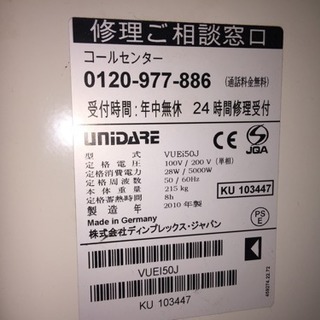 修理ご相談窓口
コールセンター
0120-977-886 (通話料金無料)
受付時間：年中無休 24時間修理受付
UNIDARE CE JQA
型式 VUEi50J
定格電圧 100V / 200 V (単相)
定格消費電力 28W / 5000W
定格周波数 50 / 60Hz
本体重量 215 kg
定格蓄熱時間 8h
製造年 2010 年製
KU 103447
Made in Germany
株式会社ディンプレックス・ジャパン
PS
E
VUEI50J
KU 103447